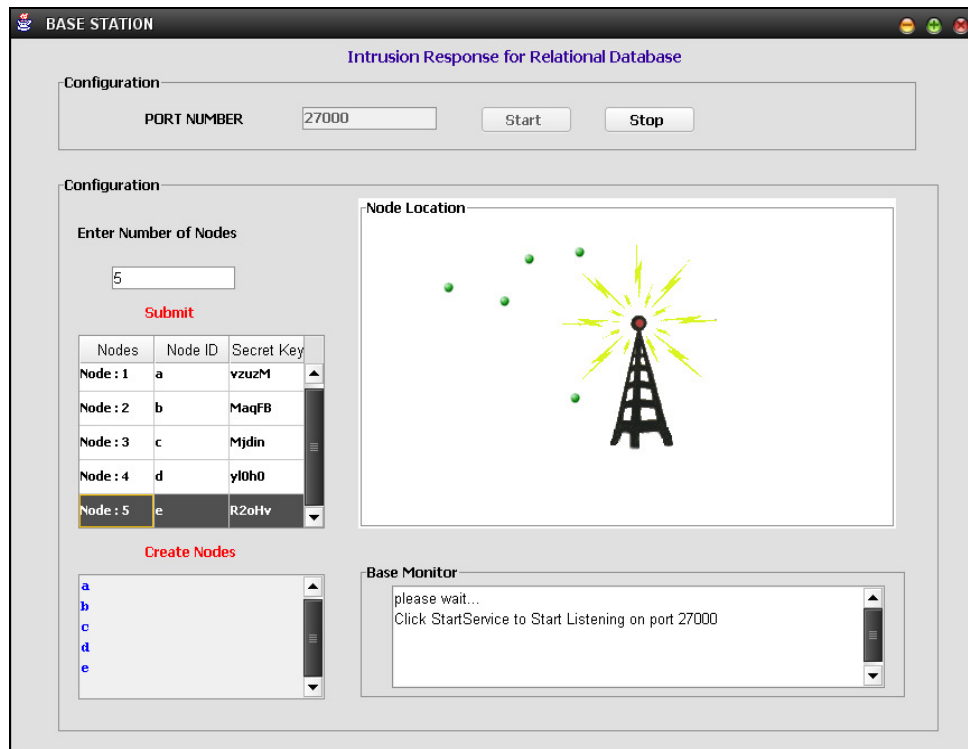 BASE STATION
Intrusion Response for Relational Database
Configuration
PORT NUMBER 27000 Start Stop
Configuration
Enter Number of Nodes
5
Submit
Nodes Node ID Secret Key
Node : 1 a vzuzM
Node : 2 b MaqFB
Node : 3 c Mjdin
Node : 4 d yl0h0
Node : 5 e R2oHv
Create Nodes
a
b
c
d
e
Node Location
Base Monitor
please wait...
Click StartService to Start Listening on port 27000